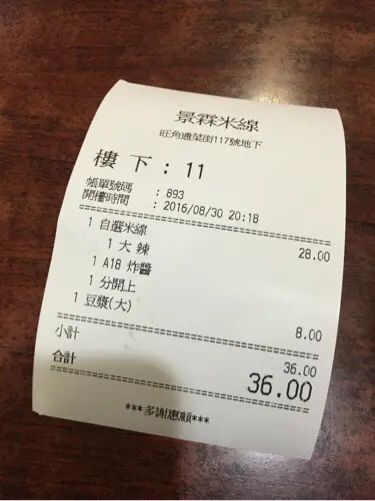 景霖米線
旺角通菜街117號地下
樓下 : 11
帳單號碼 : 893
開檯時間 : 2016/08/30 20:18
1 自選米線 28.00
1 大辣
1 A18 炸醬
1 分開上
1 豆漿(大) 8.00
小計 36.00
合計 36.00
***多謝惠顧***